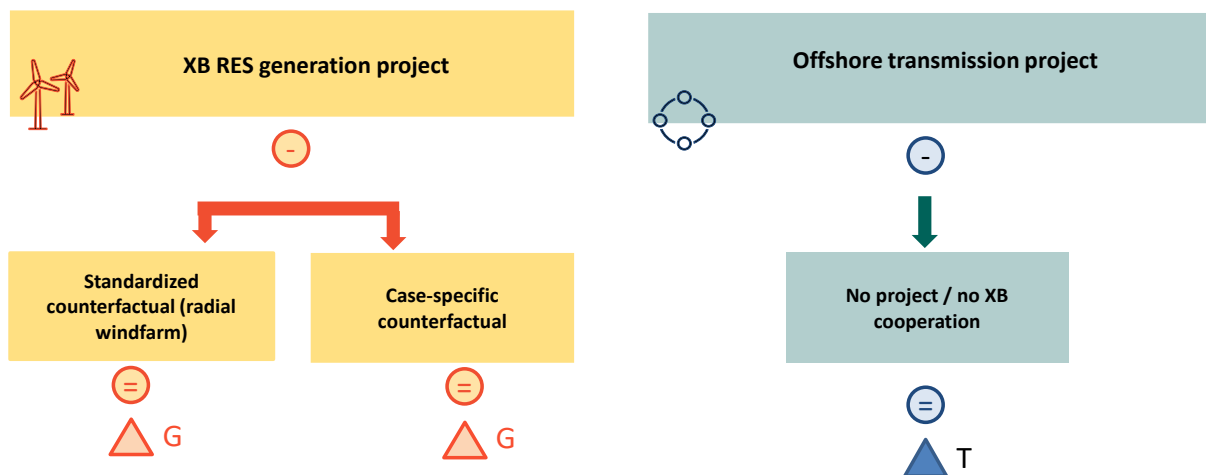 XB RES generation project
-
Standardized
counterfactual (radial
windfarm)
=
G
Case-specific
counterfactual
=
G
Offshore transmission project
-
No project / no XB
cooperation
=
T